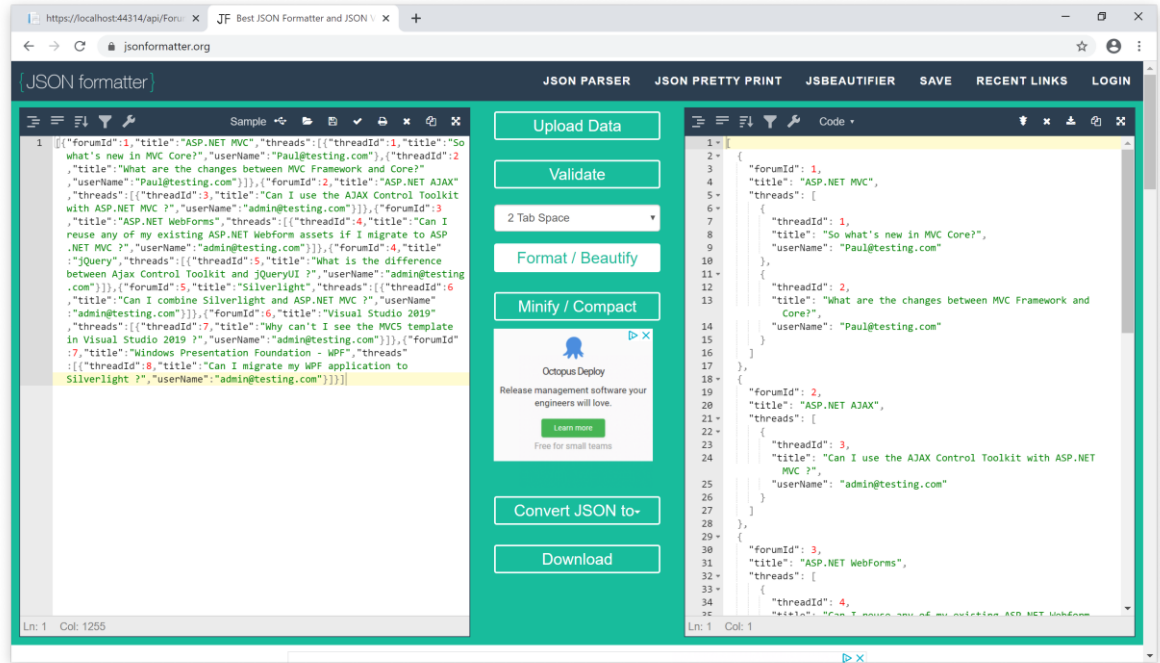 https://localhost:44314/api/Foru
Best JSON Formatter and JSON V
jsonformatter.org
{JSON formatter}
JSON PARSER
JSON PRETTY PRINT
JSBEAUTIFIER
SAVE
RECENT LINKS
LOGIN
Sample
1 [{"forumId":1,"title":"ASP.NET MVC","threads":[{"threadId":1,"title":"So
what's new in MVC Core?","userName":"Paul@testing.com"},{"threadId":2
,"title":"What are the changes between MVC Framework and Core?"
,"userName":"Paul@testing.com"}]},{"forumId":2,"title":"ASP.NET AJAX"
,"threads":[{"threadId":3,"title":"Can I use the AJAX Control Toolkit
with ASP.NET MVC ?","userName":"admin@testing.com"}]},{"forumId":3
,"title":"ASP.NET WebForms","threads":[{"threadId":4,"title":"Can I
reuse any of my existing ASP.NET Webform assets if I migrate to ASP
.NET MVC ?","userName":"admin@testing.com"}]},{"forumId":4,"title"
:"jQuery","threads":[{"threadId":5,"title":"What is the difference
between Ajax Control Toolkit and jQueryUI ?","userName":"admin@testing
.com"}]},{"forumId":5,"title":"Silverlight","threads":[{"threadId":6
,"title":"Can I combine Silverlight and ASP.NET MVC ?","userName"
:"admin@testing.com"}]},{"forumId":6,"title":"Visual Studio 2019"
,"threads":[{"threadId":7,"title":"Why can't I see the MVC5 template
in Visual Studio 2019 ?","userName":"admin@testing.com"}]},{"forumId"
:7,"title":"Windows Presentation Foundation - WPF","threads"
:[{"threadId":8,"title":"Can I migrate my WPF application to
Silverlight ?","userName":"admin@testing.com"}]}]
Ln: 1 Col: 1255
Upload Data
Validate
2 Tab Space
Format / Beautify
Minify / Compact
Octopus Deploy
Release management software your
engineers will love.
Learn more
Free for small teams
Convert JSON to
Download
Code
1 [
2 {
3 "forumId": 1,
4 "title": "ASP.NET MVC",
5 "threads": [
6 {
7 "threadId": 1,
8 "title": "So what's new in MVC Core?",
9 "userName": "Paul@testing.com"
10 },
11 {
12 "threadId": 2,
13 "title": "What are the changes between MVC Framework and
Core?",
14 "userName": "Paul@testing.com"
15 }
16 ]
17 },
18 {
19 "forumId": 2,
20 "title": "ASP.NET AJAX",
21 "threads": [
22 {
23 "threadId": 3,
24 "title": "Can I use the AJAX Control Toolkit with ASP.NET
MVC ?",
25 "userName": "admin@testing.com"
26 }
27 ]
28 },
29 {
30 "forumId": 3,
31 "title": "ASP.NET WebForms",
32 "threads": [
33 {
34 "threadId": 4,
35 "title": "Can I reuse any of my existing ASP.NET Webform
Ln: 1 Col: 1